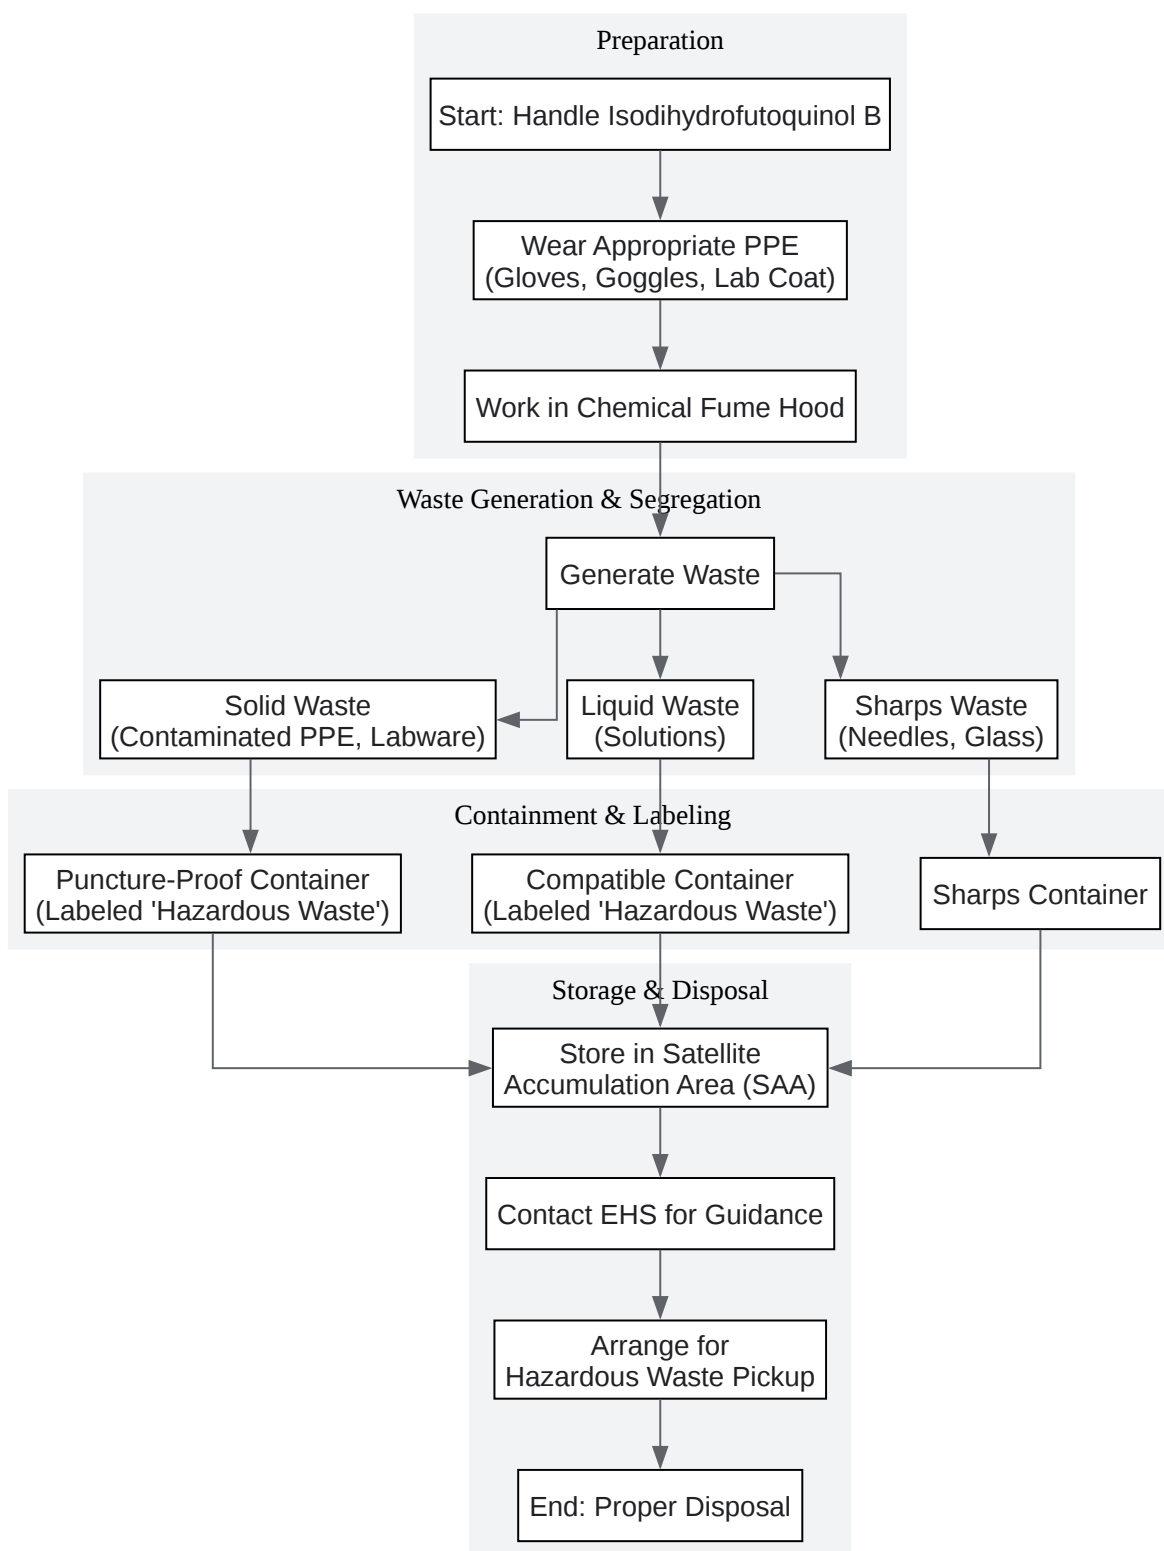 Preparation
Start: Handle Isodihydrofutoquinol B
Wear Appropriate PPE
(Gloves, Goggles, Lab Coat)
Work in Chemical Fume Hood
Waste Generation & Segregation
Generate Waste
Solid Waste
(Contaminated PPE, Labware)
Liquid Waste
(Solutions)
Sharps Waste
(Needles, Glass)
Containment & Labeling
Puncture-Proof Container
(Labeled 'Hazardous Waste')
Compatible Container
(Labeled 'Hazardous Waste')
Sharps Container
Storage & Disposal
Store in Satellite
Accumulation Area (SAA)
Contact EHS for Guidance
Arrange for
Hazardous Waste Pickup
End: Proper Disposal